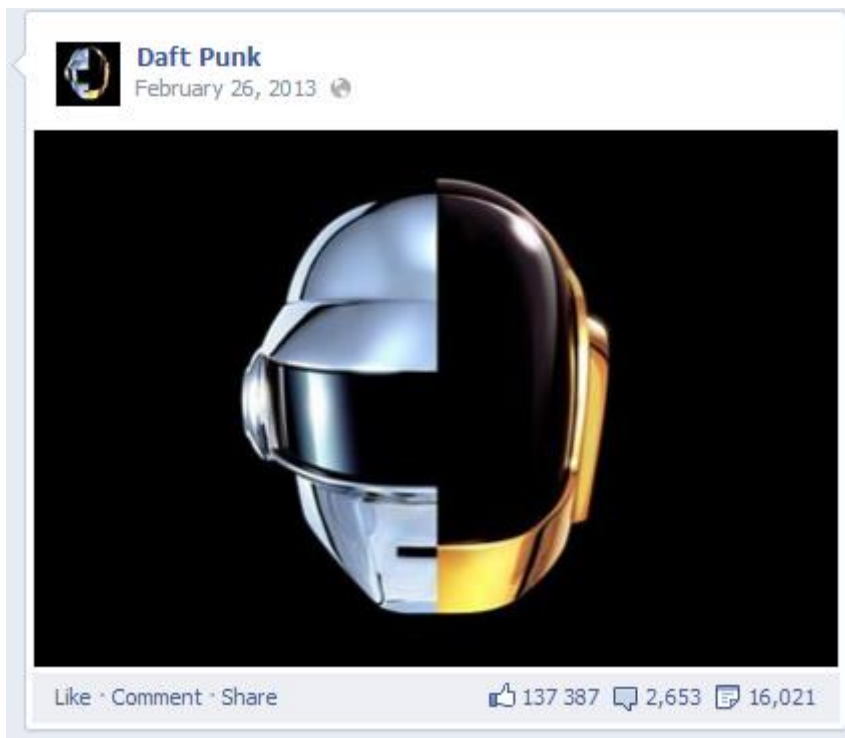 Daft Punk
February 26, 2013
Like · Comment · Share 137 387 2,653 16,021